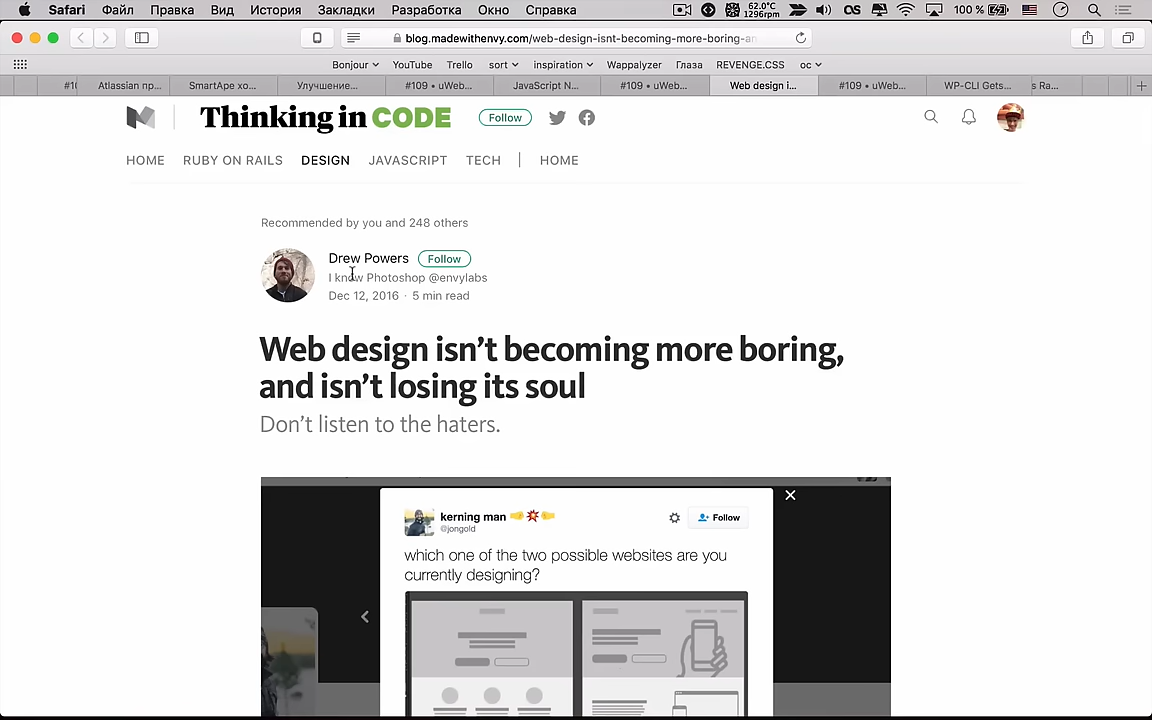 Safari Файл Правка Вид История Закладки Разработка Окно Справка 62.0°C 1296rpm 100 %
blog.madewithenvy.com/web-design-isnt-becoming-more-boring-a
Bonjour YouTube Trello sort inspiration Wappalyzer Глаза REVENGE.CSS ос
Atlassian пр... SmartApe хо... Улучшение... #109 • uWeb... JavaScript N... #109 • uWeb... Web design i... #109 • uWeb... WP-CLI Gets... s Ra...
Thinking in CODE Follow
HOME RUBY ON RAILS DESIGN JAVASCRIPT TECH | HOME
Recommended by you and 248 others
Drew Powers Follow
I know Photoshop @envylabs
Dec 12, 2016 · 5 min read
Web design isn't becoming more boring,
and isn't losing its soul
Don't listen to the haters.
kerning man Follow
@jongold
which one of the two possible websites are you
currently designing?